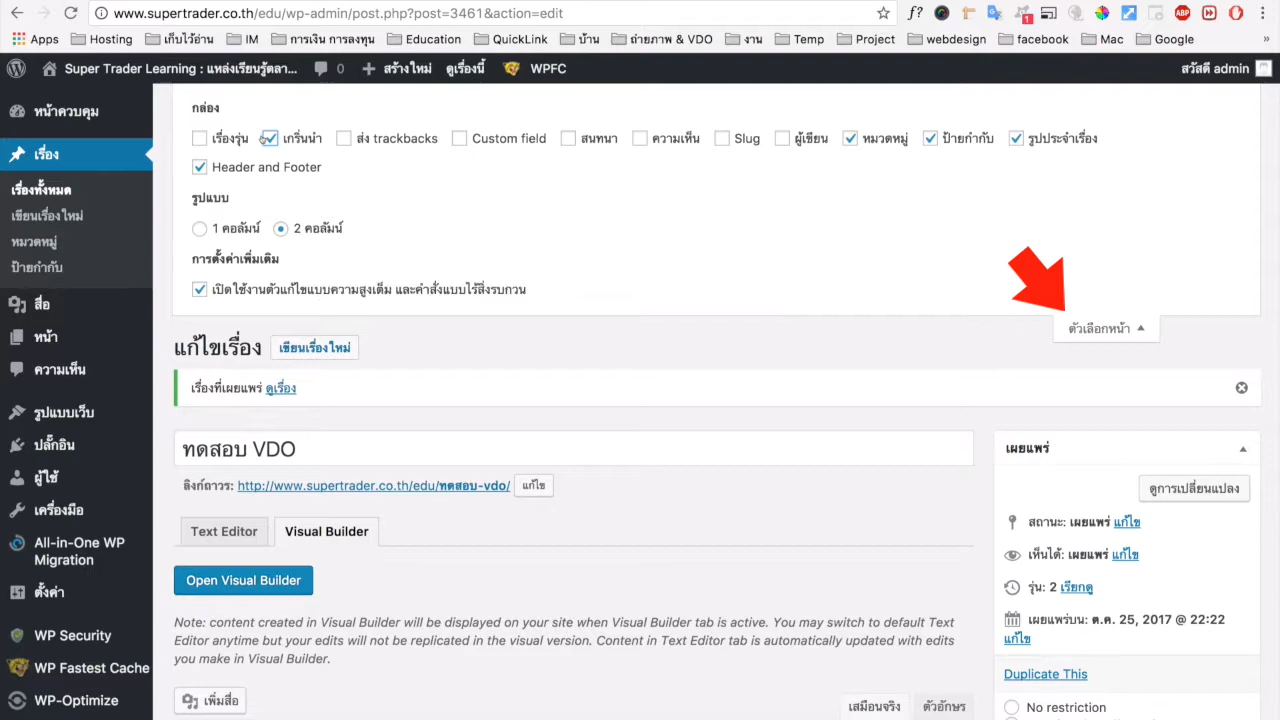 www.supertrader.co.th/edu/wp-admin/post.php?post=3461&action=edit
Apps Hosting เก็บไว้อ่าน IM การเงิน การลงทุน Education QuickLink บ้าน ถ่ายภาพ & VDO งาน Temp Project webdesign facebook Mac Google »
Super Trader Learning : แหล่งเรียนรู้ตลา... 0 สร้างใหม่ ดูเรื่องนี้ WPFC สวัสดี admin
หน้าควบคุม
เรื่อง
เรื่องทั้งหมด
เขียนเรื่องใหม่
หมวดหมู่
ป้ายกำกับ
สื่อ
หน้า
ความเห็น
รูปแบบเว็บ
ปลั๊กอิน
ผู้ใช้
เครื่องมือ
All-in-One WP
Migration
ตั้งค่า
WP Security
WP Fastest Cache
WP-Optimize
กล่อง
เรื่องรุ่น เกริ่นนำ ส่ง trackbacks Custom field สนทนา ความเห็น Slug ผู้เขียน หมวดหมู่ ป้ายกำกับ รูปประจำเรื่อง
Header and Footer
รูปแบบ
1 คอลัมน์ 2 คอลัมน์
การตั้งค่าเพิ่มเติม
เปิดใช้งานตัวแก้ไขแบบความสูงเต็ม และคำสั่งแบบไร้สิ่งรบกวน
ตัวเลือกหน้า
แก้ไขเรื่อง เขียนเรื่องใหม่
เรื่องที่เผยแพร่ ดูเรื่อง
ทดสอบ VDO
ลิงก์ถาวร: http://www.supertrader.co.th/edu/ทดสอบ-vdo/ แก้ไข
Text Editor Visual Builder
Open Visual Builder
Note: content created in Visual Builder will be displayed on your site when Visual Builder tab is active. You may switch to default Text
Editor anytime but your edits will not be replicated in the visual version. Content in Text Editor tab is automatically updated with edits
you make in Visual Builder.
เพิ่มสื่อ เสมือนจริง ตัวอักษร
เผยแพร่
ดูการเปลี่ยนแปลง
สถานะ: เผยแพร่ แก้ไข
เห็นได้: เผยแพร่ แก้ไข
รุ่น: 2 เรียกดู
เผยแพร่บน: ต.ค. 25, 2017 @ 22:22
แก้ไข
Duplicate This
No restriction